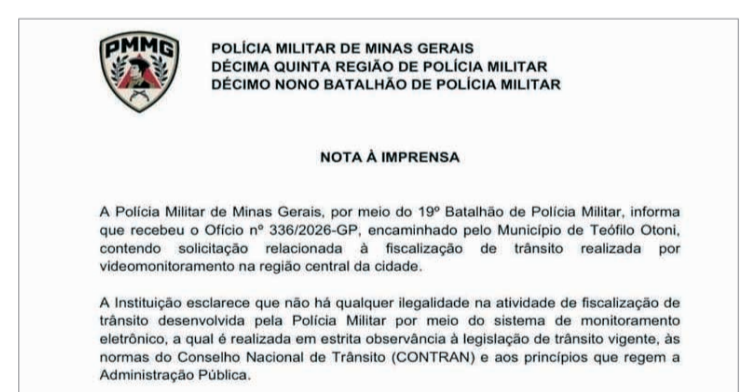 PMMG
POLÍCIA MILITAR DE MINAS GERAIS
DÉCIMA QUINTA REGIÃO DE POLÍCIA MILITAR
DÉCIMO NONO BATALHÃO DE POLÍCIA MILITAR
NOTA À IMPRENSA
A Polícia Militar de Minas Gerais, por meio do 19º Batalhão de Polícia Militar, informa
que recebeu o Ofício nº 336/2026-GP, encaminhado pelo Município de Teófilo Otoni,
contendo solicitação relacionada à fiscalização de trânsito realizada por
videomonitoramento na região central da cidade.
A Instituição esclarece que não há qualquer ilegalidade na atividade de fiscalização de
trânsito desenvolvida pela Polícia Militar por meio do sistema de monitoramento
eletrônico, a qual é realizada em estrita observância à legislação de trânsito vigente, às
normas do Conselho Nacional de Trânsito (CONTRAN) e aos princípios que regem a
Administração Pública.